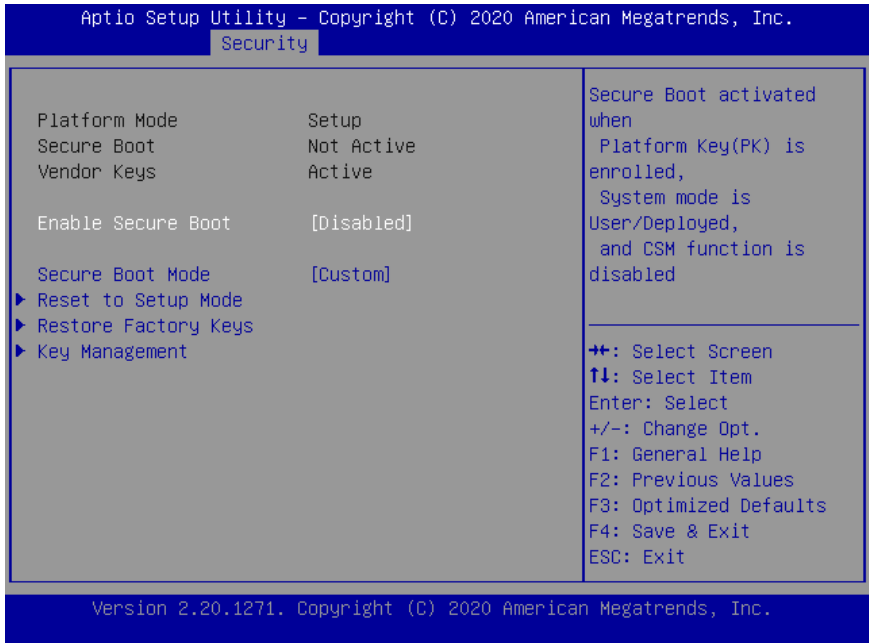 Aptio Setup Utility – Copyright (C) 2020 American Megatrends, Inc.
Security
Platform Mode Setup
Secure Boot Not Active
Vendor Keys Active
Enable Secure Boot [Disabled]
Secure Boot Mode [Custom]
Reset to Setup Mode
Restore Factory Keys
Key Management
Secure Boot activated
when
Platform Key(PK) is
enrolled,
System mode is
User/Deployed,
and CSM function is
disabled
→←: Select Screen
↑↓: Select Item
Enter: Select
+/-: Change Opt.
F1: General Help
F2: Previous Values
F3: Optimized Defaults
F4: Save & Exit
ESC: Exit
Version 2.20.1271. Copyright (C) 2020 American Megatrends, Inc.